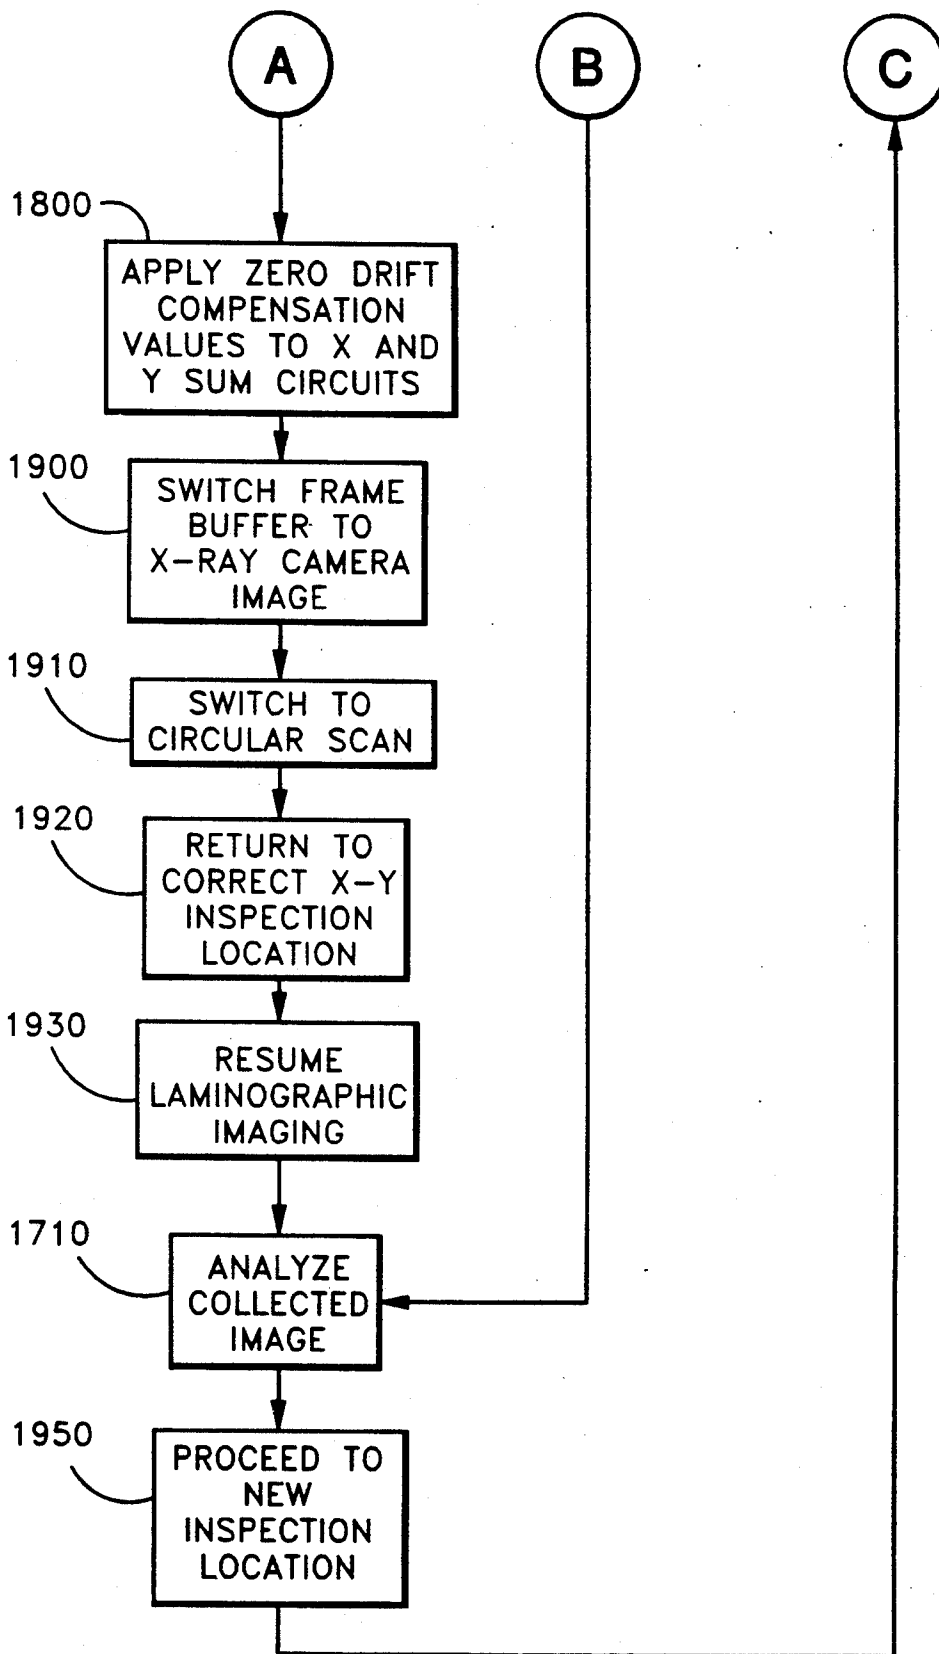 A
B
C
1800
APPLY ZERO DRIFT
COMPENSATION
VALUES TO X AND
Y SUM CIRCUITS
1900
SWITCH FRAME
BUFFER TO
X-RAY CAMERA
IMAGE
1910
SWITCH TO
CIRCULAR SCAN
1920
RETURN TO
CORRECT X-Y
INSPECTION
LOCATION
1930
RESUME
LAMINOGRAPHIC
IMAGING
1710
ANALYZE
COLLECTED
IMAGE
1950
PROCEED TO
NEW
INSPECTION
LOCATION